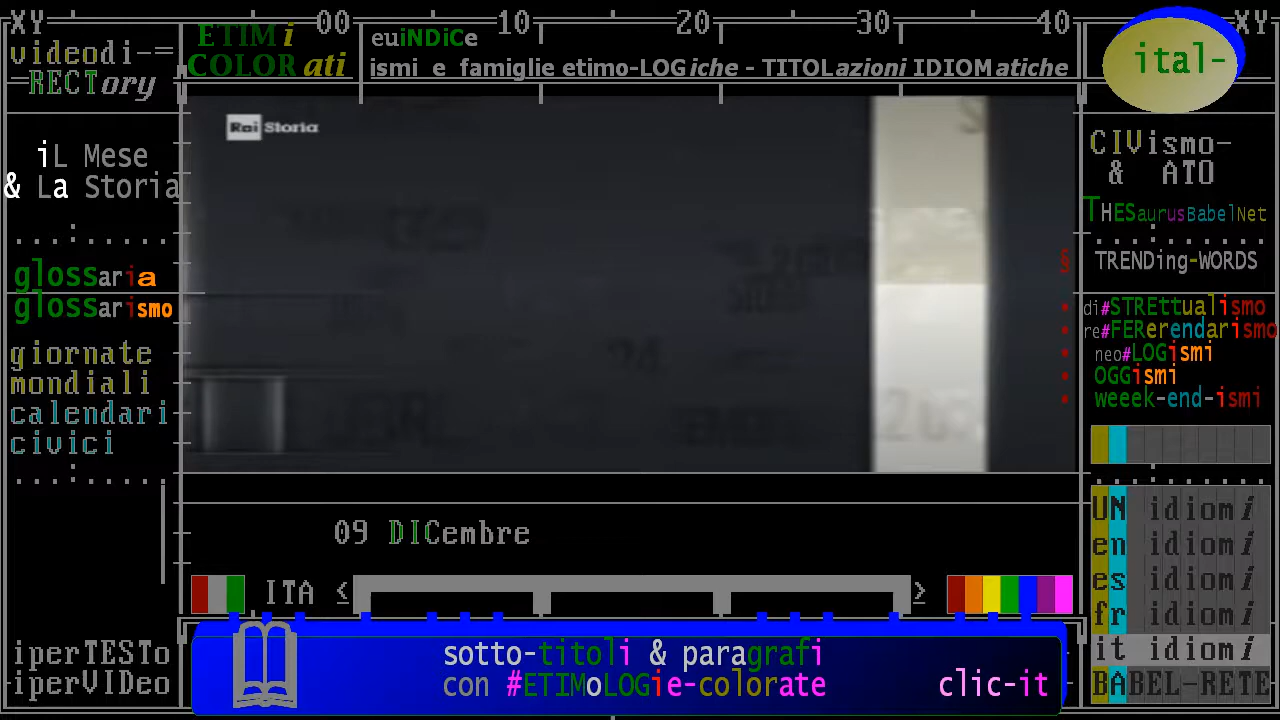 XY 00 10 20 30 40 XY
videodi-=
=RECTory
ETIMi
COLORati
euiNDiCe
ismi e famiglie etimo-LOGiche - TITOLazioni IDIOMatiche
ital-
Rai Storia
iL Mese
& La Storia
...:.....
glossaria
glossarismo
giornate
mondiali
calendari
civici
...:.....
iperTESTo
-iperVIDeo
CIVismo-
& ATO
THESaurusBabelNet
...:.....
TRENDing-WORDS
di#STREttualismo
re#FERerendarismo
neo#LOGismi
OGGismi
weeek-end-ismi
...:.....
UN idiomi
en idiomi
es idiomi
fr idiomi
it idiomi
BABEL-RETE
§
09 DICembre
ITA < >
sotto-titoli & paragrafi
con #ETIMoLOGie-colorate
clic-it